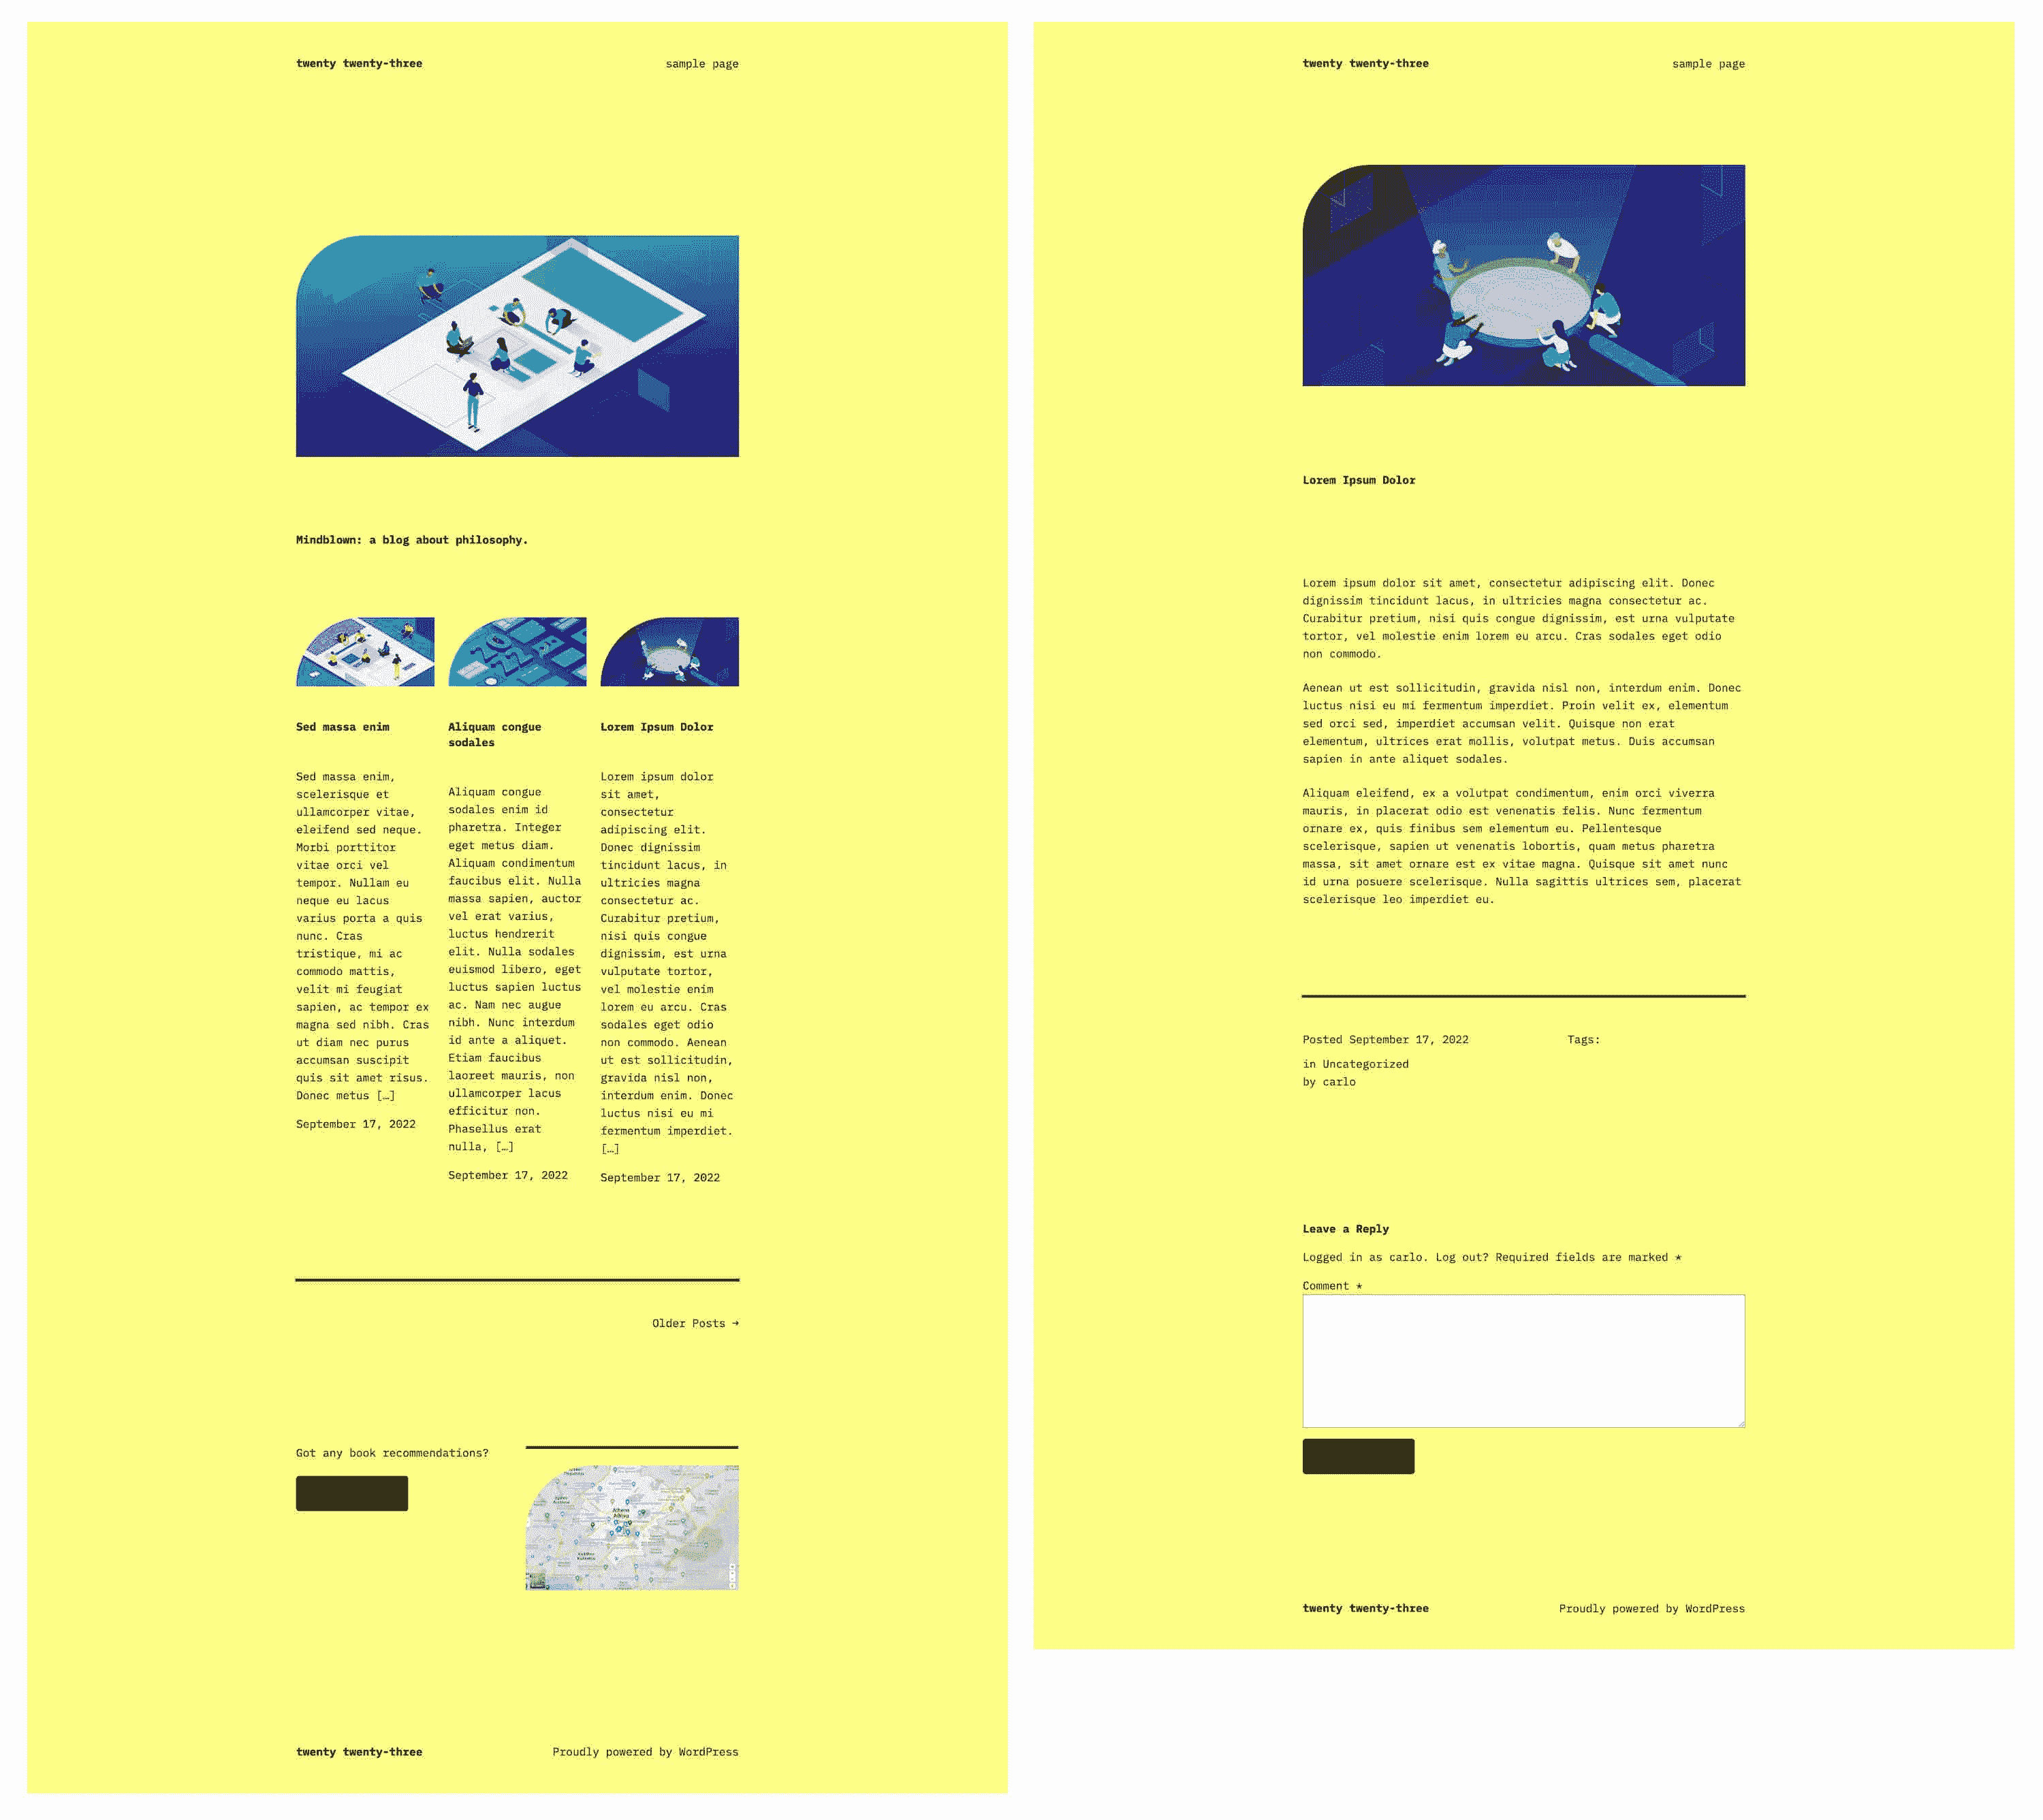 twenty twenty-three
sample page
Mindblown: a blog about philosophy.
Sed massa enim
Sed massa enim,
scelerisque et
ullamcorper vitae,
eleifend sed neque.
Morbi porttitor
vitae orci vel
tempor. Nullam eu
neque eu lacus
varius porta a quis
nunc. Cras
tristique, mi ac
commodo mattis,
velit mi feugiat
sapien, ac tempor ex
magna sed nibh. Cras
ut diam nec purus
accumsan suscipit
quis sit amet risus.
Donec metus […]
September 17, 2022
Aliquam congue
sodales
Aliquam congue
sodales enim id
pharetra. Integer
eget metus diam.
Aliquam condimentum
faucibus elit. Nulla
massa sapien, auctor
vel erat varius,
luctus hendrerit
elit. Nulla sodales
euismod libero, eget
luctus sapien luctus
ac. Nam nec augue
nibh. Nunc interdum
id ante a aliquet.
Etiam faucibus
laoreet mauris, non
ullamcorper lacus
efficitur non.
Phasellus erat
nulla, […]
September 17, 2022
Lorem Ipsum Dolor
Lorem ipsum dolor
sit amet,
consectetur
adipiscing elit.
Donec dignissim
tincidunt lacus, in
ultricies magna
consectetur ac.
Curabitur pretium,
nisi quis congue
dignissim, est urna
vulputate tortor,
vel molestie enim
lorem eu arcu. Cras
sodales eget odio
non commodo. Aenean
ut est sollicitudin,
gravida nisl non,
interdum enim. Donec
luctus nisi eu mi
fermentum imperdiet.
[…]
September 17, 2022
Older Posts →
Got any book recommendations?
twenty twenty-three
Proudly powered by WordPress
twenty twenty-three
sample page
Lorem Ipsum Dolor
Lorem ipsum dolor sit amet, consectetur adipiscing elit. Donec
dignissim tincidunt lacus, in ultricies magna consectetur ac.
Curabitur pretium, nisi quis congue dignissim, est urna vulputate
tortor, vel molestie enim lorem eu arcu. Cras sodales eget odio
non commodo.
Aenean ut est sollicitudin, gravida nisl non, interdum enim. Donec
luctus nisi eu mi fermentum imperdiet. Proin velit ex, elementum
sed orci sed, imperdiet accumsan velit. Quisque non erat
elementum, ultrices erat mollis, volutpat metus. Duis accumsan
sapien in ante aliquet sodales.
Aliquam eleifend, ex a volutpat condimentum, enim orci viverra
mauris, in placerat odio est venenatis felis. Nunc fermentum
ornare ex, quis finibus sem elementum eu. Pellentesque
scelerisque, sapien ut venenatis lobortis, quam metus pharetra
massa, sit amet ornare est ex vitae magna. Quisque sit amet nunc
id urna posuere scelerisque. Nulla sagittis ultrices sem, placerat
scelerisque leo imperdiet eu.
Posted September 17, 2022
in Uncategorized
by carlo
Tags:
Leave a Reply
Logged in as carlo. Log out? Required fields are marked *
Comment *
twenty twenty-three
Proudly powered by WordPress